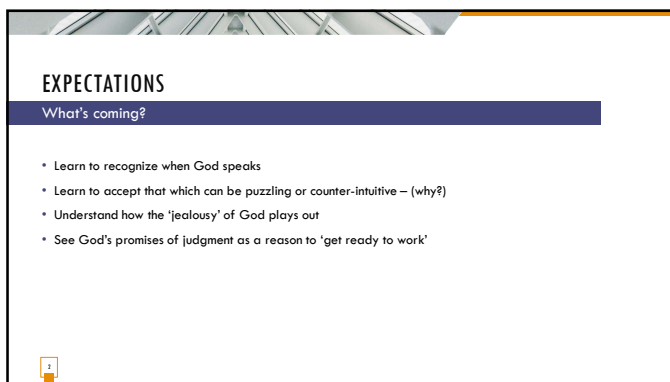 EXPECTATIONS
What's coming?
• Learn to recognize when God speaks
• Learn to accept that which can be puzzling or counter-intuitive – (why?)
• Understand how the 'jealousy' of God plays out
• See God's promises of judgment as a reason to 'get ready to work'